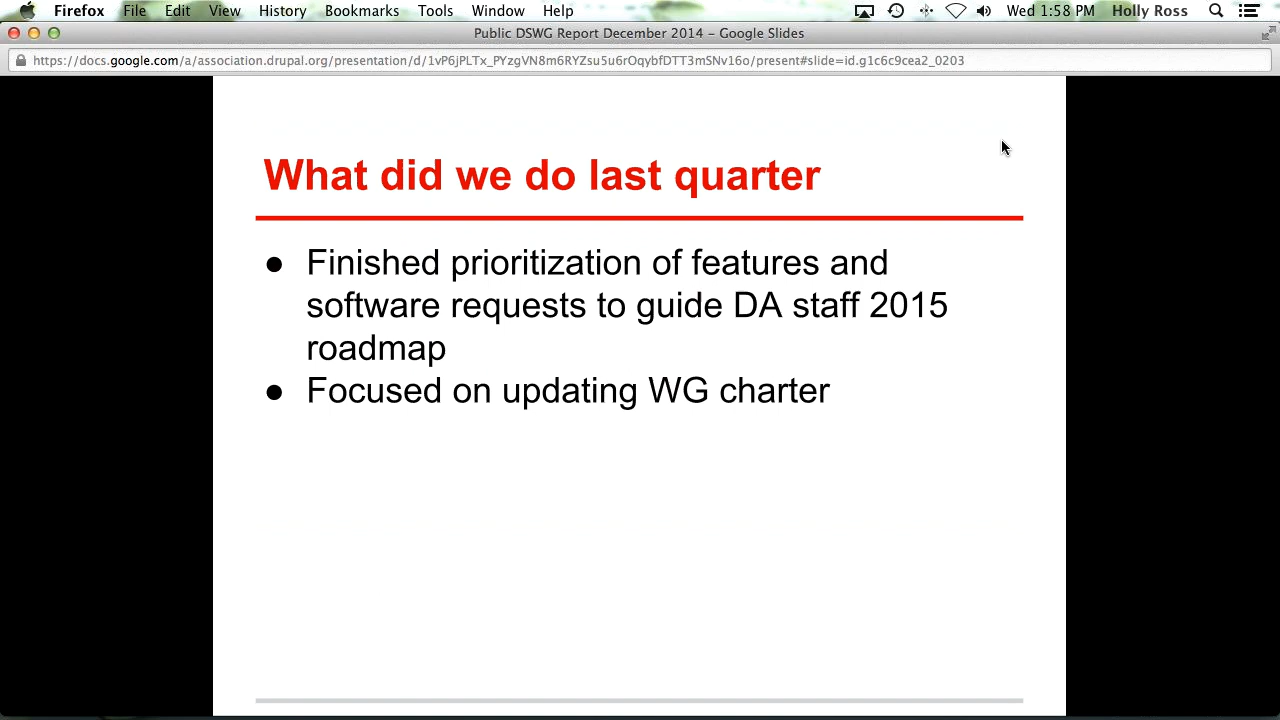 Firefox File Edit View History Bookmarks Tools Window Help Wed 1:58 PM Holly Ross
Public DSWG Report December 2014 – Google Slides
https://docs.google.com/a/association.drupal.org/presentation/d/1vP6jPLTx_PYzgVN8m6RYZsu5u6rOqybfDTT3mSNv16o/present#slide=id.g1c6c9cea2_0203
What did we do last quarter
● Finished prioritization of features and
software requests to guide DA staff 2015
roadmap
● Focused on updating WG charter